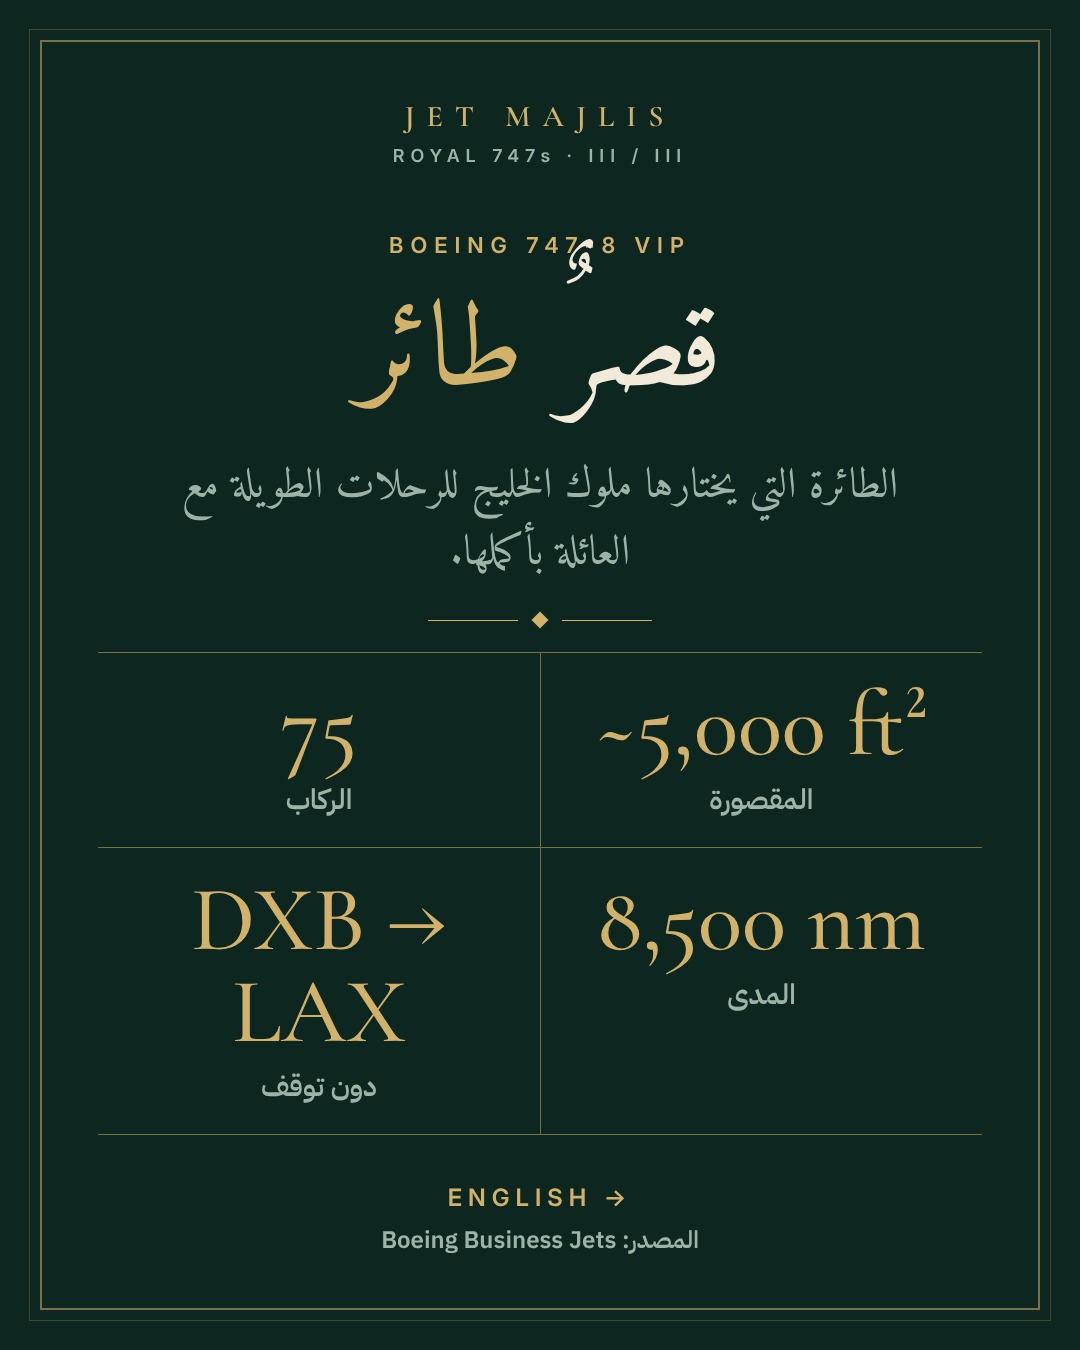 JET MAJLIS
ROYAL 747s · III / III
BOEING 747-8 VIP
قصرٌ طائر
الطائرة التي يختارها ملوك الخليج للرحلات الطويلة مع
العائلة بأكملها.
~5,000 ft²
المقصورة
75
الركاب
8,500 nm
المدى
DXB →
LAX
دون توقف
ENGLISH →
المصدر: Boeing Business Jets